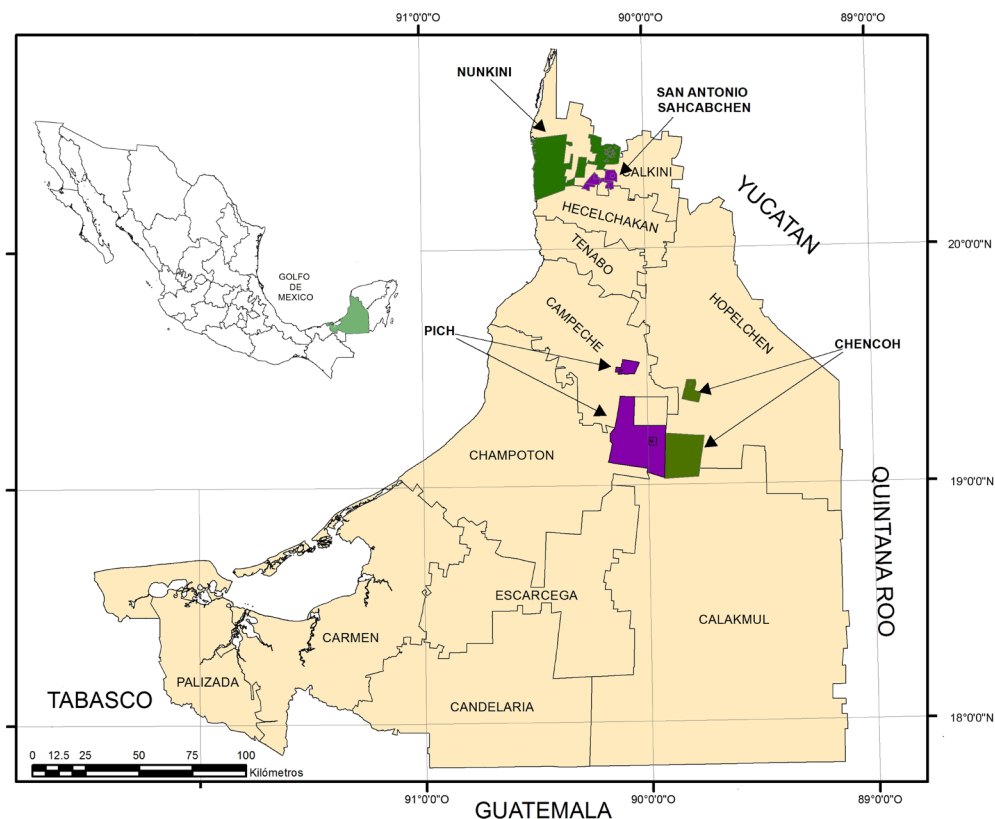 91°0'0"O
90°0'0"O
89°0'0"O
NUNKINI
SAN ANTONIO
SAHCABCHEN
CALKINI
YUCATAN
HECELCHAKAN
20°0'0"N
TENABO
GOLFO
DE
MEXICO
HOPELCHEN
CAMPECHE
PICH
CHENCOH
CHAMPOTON
19°0'0"N
QUINTANA ROO
ESCARCEGA
CALAKMUL
CARMEN
PALIZADA
TABASCO
CANDELARIA
18°0'0"N
0 12.5 25 50 75 100
Kilómetros
91°0'0"O
90°0'0"O
89°0'0"O
GUATEMALA